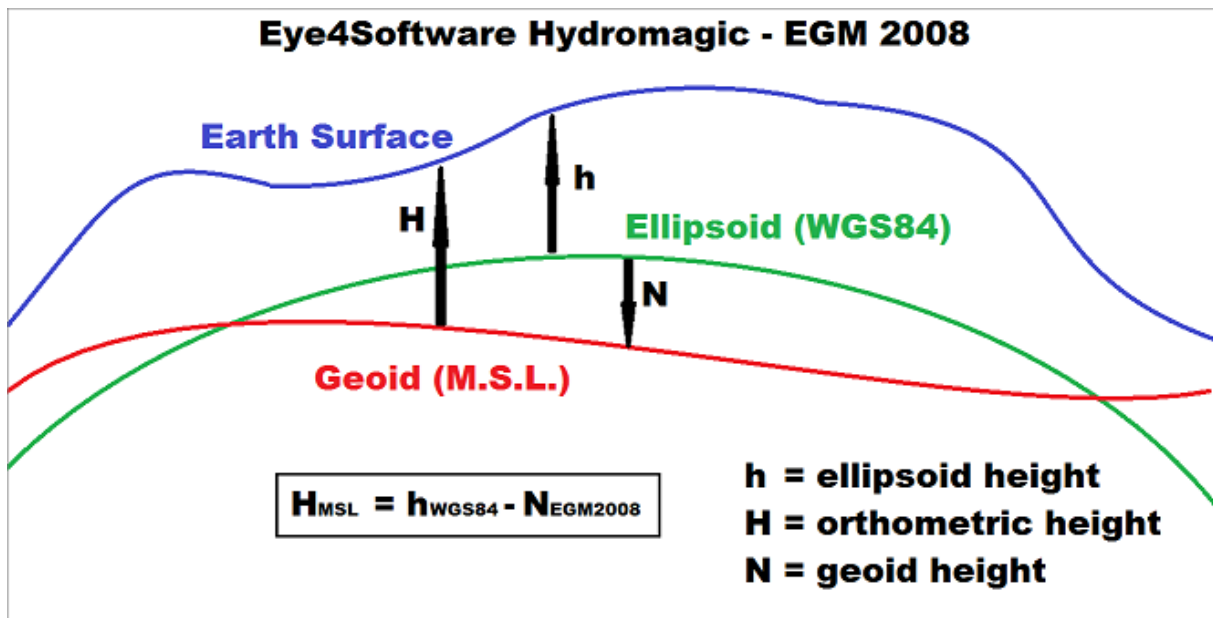 Eye4Software Hydromagic - EGM 2008
Earth Surface
h
H
Ellipsoid (WGS84)
N
Geoid (M.S.L.)
HMSL = hWGS84 - NEGM2008
h = ellipsoid height
H = orthometric height
N = geoid height